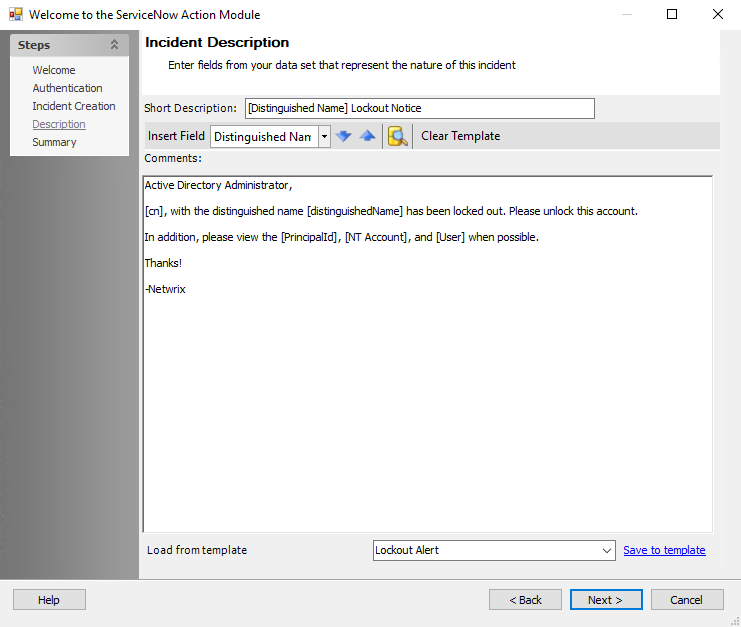 Welcome to the ServiceNow Action Module
Steps
Welcome
Authentication
Incident Creation
Description
Summary
Incident Description
Enter fields from your data set that represent the nature of this incident
Short Description: [Distinguished Name] Lockout Notice
Insert Field Distinguished Nam Clear Template
Comments:
Active Directory Administrator,
[cn], with the distinguished name [distinguishedName] has been locked out. Please unlock this account.
In addition, please view the [PrincipalId], [NT Account], and [User] when possible.
Thanks!
-Netwrix
Load from template Lockout Alert Save to template
Help < Back Next > Cancel